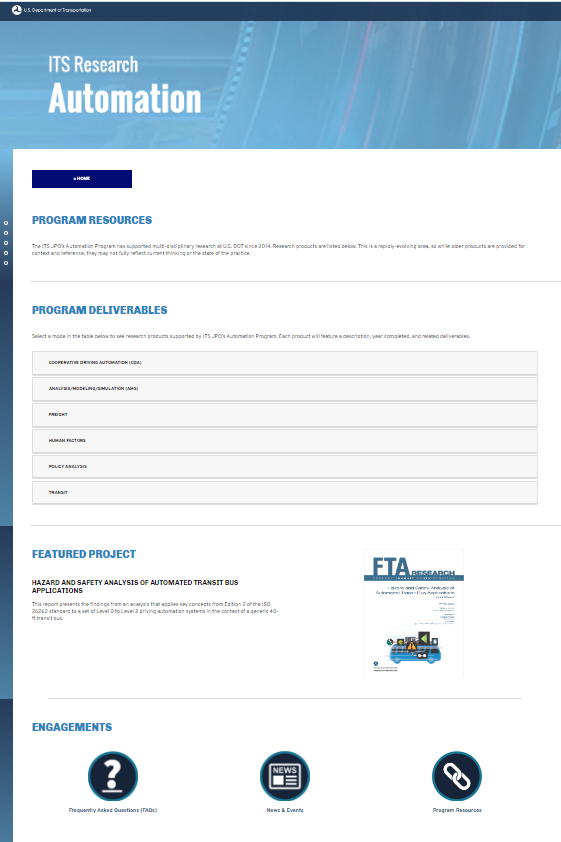 U.S. Department of Transportation
ITS Research
Automation
« HOME
PROGRAM RESOURCES
The ITS JPO's Automation Program has supported multi-disciplinary research at U.S. DOT since 2014. Research products are listed below. This is a rapidly-evolving area, so while older products are provided for
context and reference, they may not fully reflect current thinking or the state of the practice.
PROGRAM DELIVERABLES
Select a mode in the table below to see research products supported by ITS JPO's Automation Program. Each product will feature a description, year completed, and related deliverables.
COOPERATIVE DRIVING AUTOMATION (CDA)
ANALYSIS/MODELING/SIMULATION (AMS)
FREIGHT
HUMAN FACTORS
POLICY ANALYSIS
TRANSIT
FEATURED PROJECT
HAZARD AND SAFETY ANALYSIS OF AUTOMATED TRANSIT BUS
APPLICATIONS
This report presents the findings from an analysis that applies key concepts from Edition 2 of the ISO
26262 standard to a set of Level 0 to Level 2 driving automation systems in the context of a generic 40-
ft transit bus.
FTA RESEARCH
Hazard and Safety Analysis of
Automated Transit Bus Applications
ENGAGEMENTS
NEWS
Frequently Asked Questions (FAQs)
News & Events
Program Resources